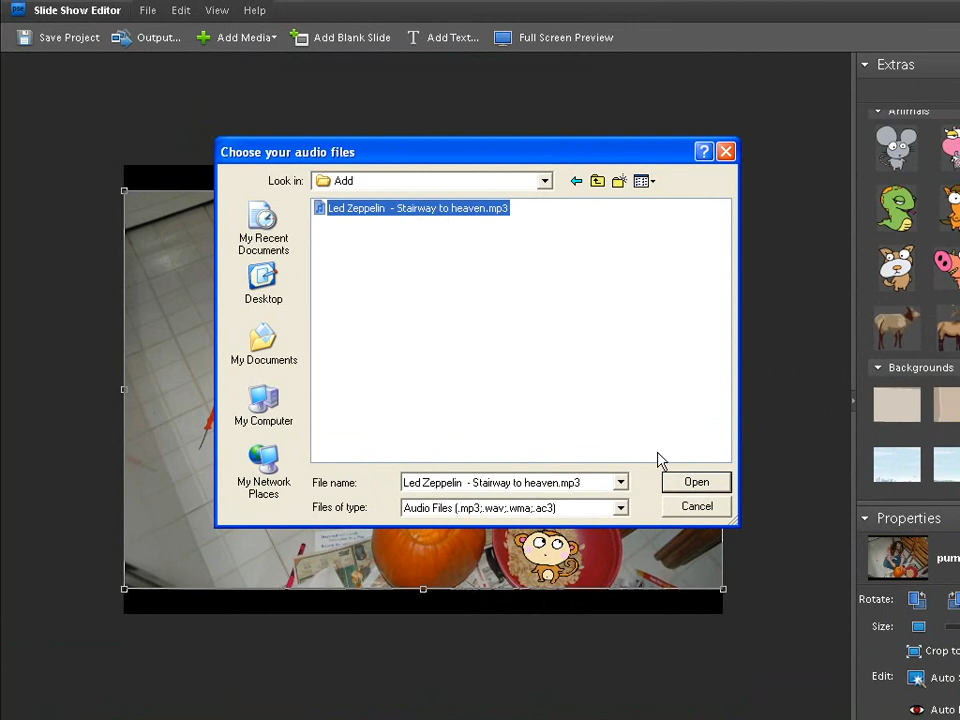 pse Slide Show Editor File Edit View Help
Save Project Output... Add Media Add Blank Slide Add Text... Full Screen Preview
Extras
Animals
Choose your audio files
Look in: Add
Led Zeppelin - Stairway to heaven.mp3
My Recent
Documents
Desktop
My Documents
My Computer
My Network
Places
File name: Led Zeppelin - Stairway to heaven.mp3 Open
Files of type: Audio Files (.mp3;.wav;.wma;.ac3) Cancel
Backgrounds
Properties
pum
Rotate:
Size:
Crop to
Edit: Auto S
Auto